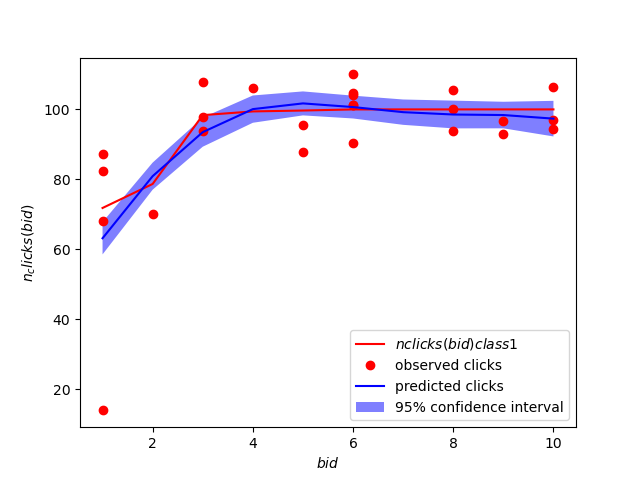 100
80
60
40
20
n_clicks(bid)
2
4
6
8
10
bid
nclicks(bid)class1
observed clicks
predicted clicks
95% confidence interval